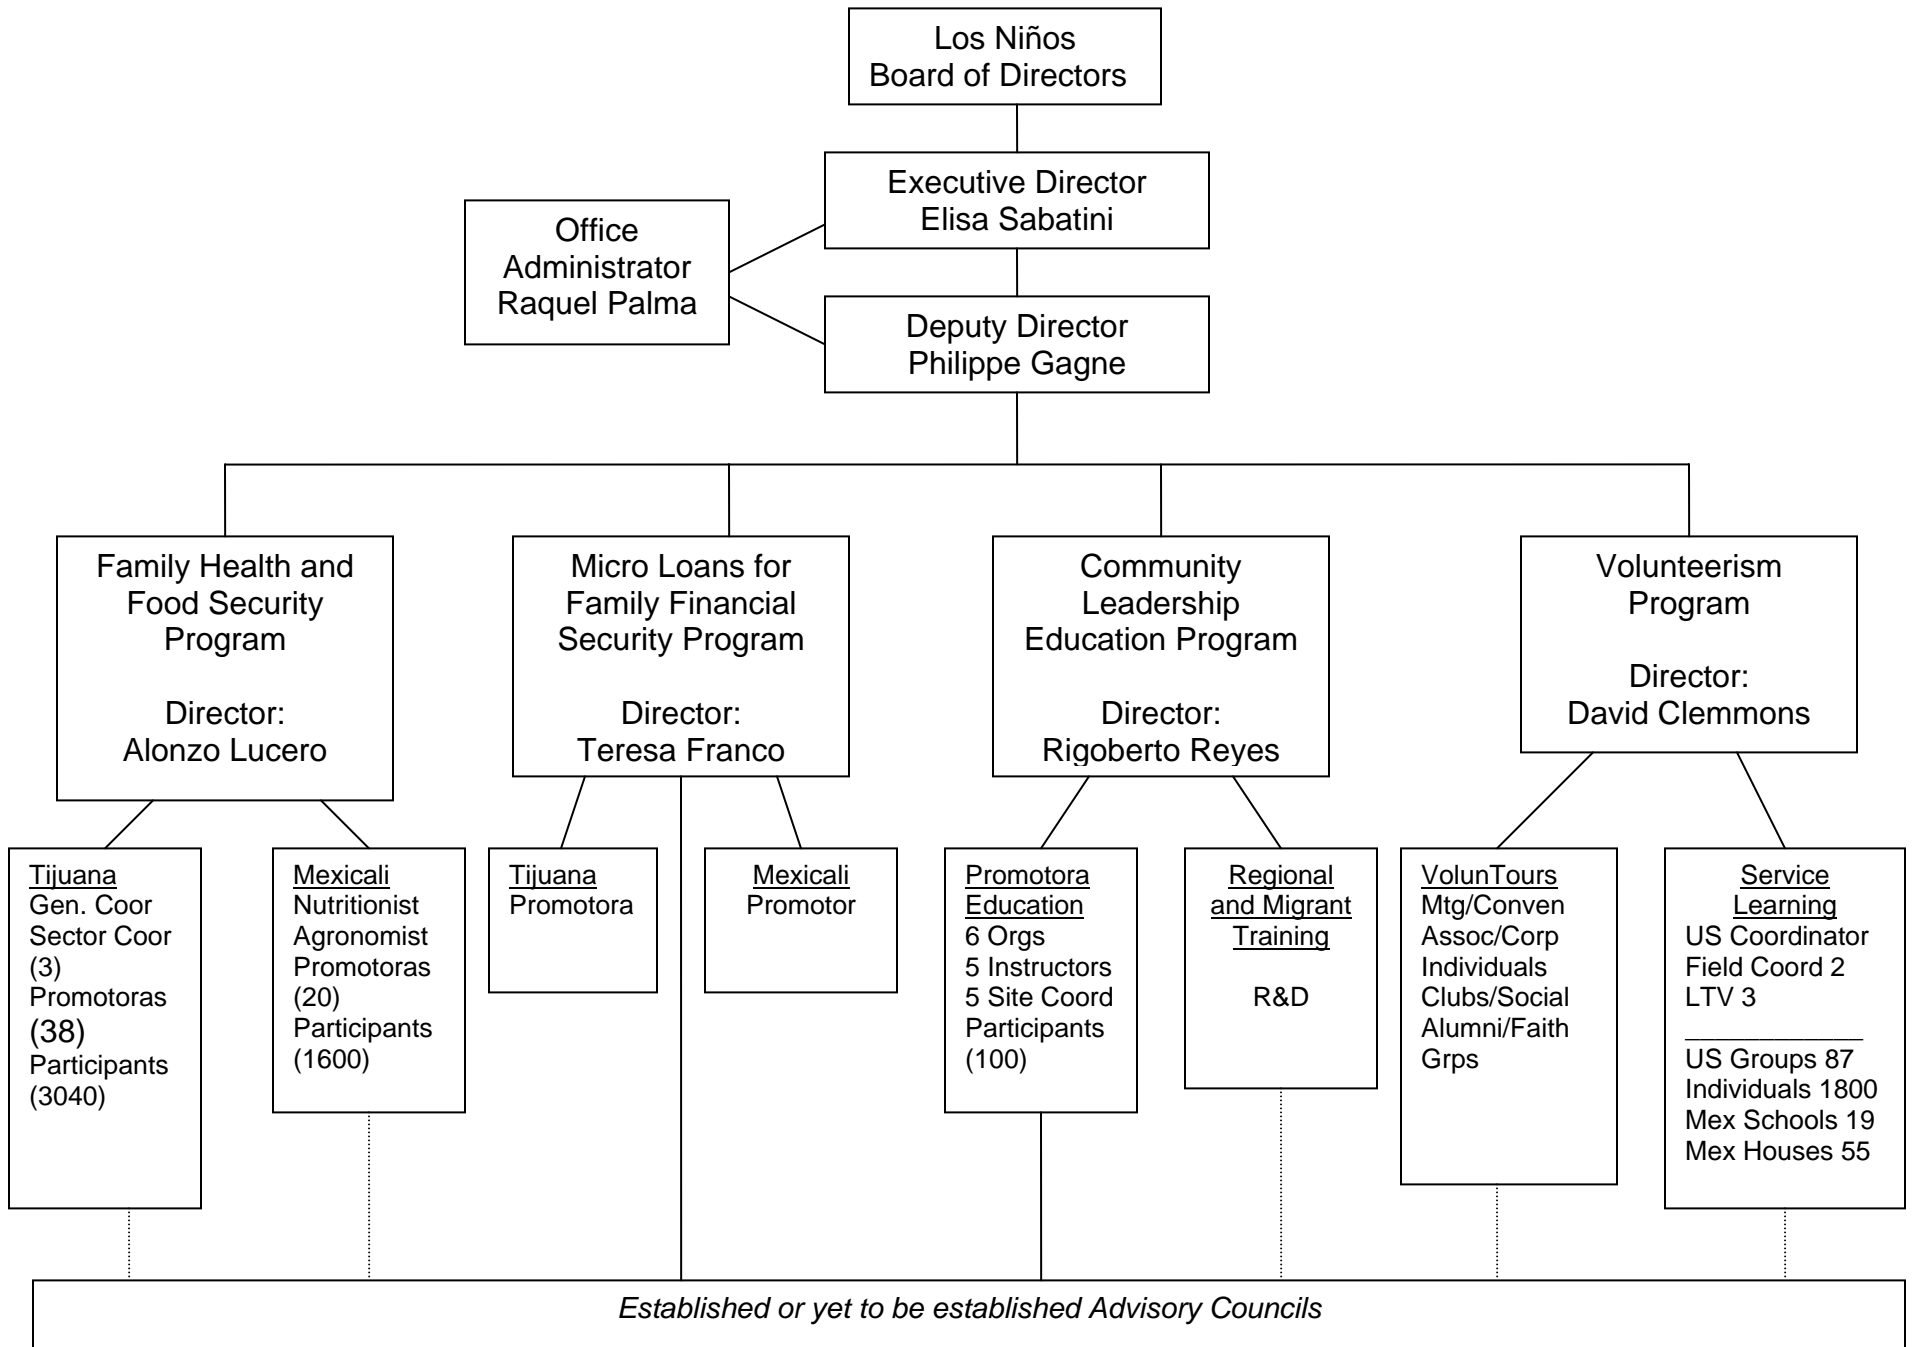 Los Niños
Board of Directors
Executive Director
Elisa Sabatini
Office
Administrator
Raquel Palma
Deputy Director
Philippe Gagne
Family Health and
Food Security
Program
Director:
Alonzo Lucero
Micro Loans for
Family Financial
Security Program
Director:
Teresa Franco
Community
Leadership
Education Program
Director:
Rigoberto Reyes
Volunteerism
Program
Director:
David Clemmons
Tijuana
Gen. Coor
Sector Coor
(3)
Promotoras
(38)
Participants
(3040)
Mexicali
Nutritionist
Agronomist
Promotoras
(20)
Participants
(1600)
Tijuana
Promotora
Mexicali
Promotor
Promotora
Education
6 Orgs
5 Instructors
5 Site Coord
Participants
(100)
Regional
and Migrant
Training
R&D
VolunTours
Mtg/Conven
Assoc/Corp
Individuals
Clubs/Social
Alumni/Faith
Grps
Service
Learning
US Coordinator
Field Coord 2
LTV 3
____________
US Groups 87
Individuals 1800
Mex Schools 19
Mex Houses 55
Established or yet to be established Advisory Councils